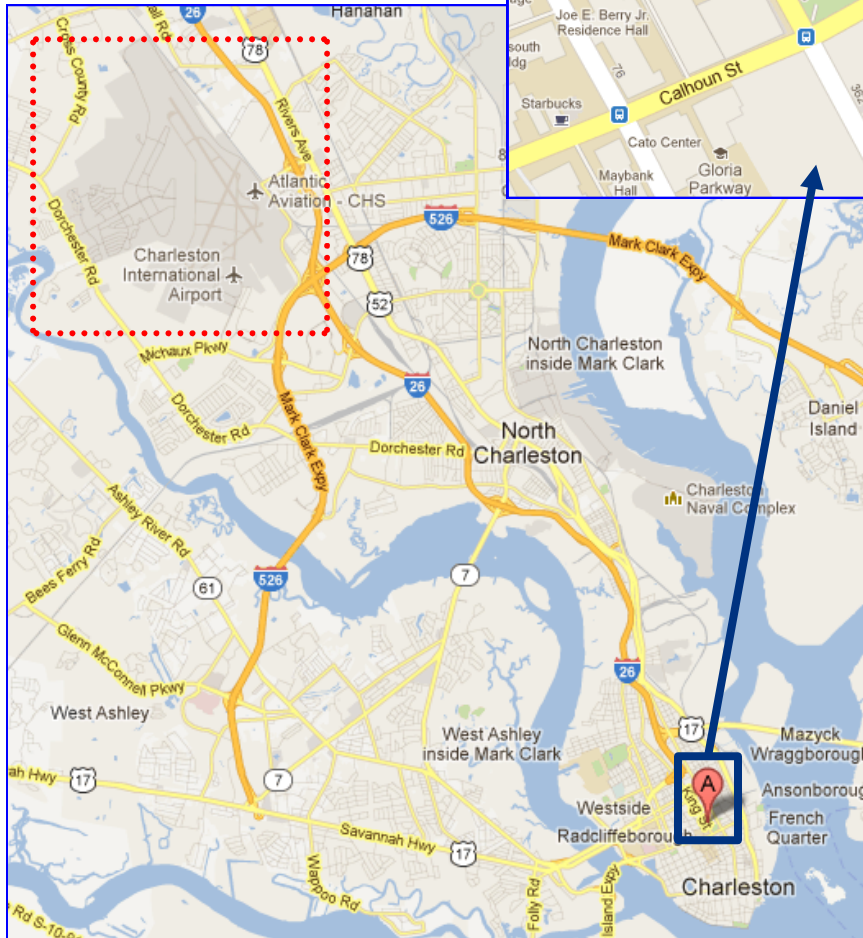 Hanahan
26
78
Cross County Rd
Rivers Ave
Joe E. Berry Jr.
Residence Hall
76
Calhoun St
Starbucks
362
Cato Center
Gloria
Parkway
Maybank
Hall
Atlantic
Aviation - CHS
526
Mark Clark Expy
Dorchester Rd
Charleston
International
Airport
78
52
Michaux Pkwy
26
North Charleston
inside Mark Clark
Mark Clark Expy
Daniel
Island
Dorchester Rd
Dorchester Rd
North
Charleston
Charleston
Naval Complex
Ashley River Rd
Bees Ferry Rd
61
526
7
Glenn McConnell Pkwy
26
West Ashley
West Ashley
inside Mark Clark
17
Mazyck
Wraggborough
17
7
A
King St
Westside
Radcliffeborough
French
Quarter
Savannah Hwy
17
Wappoo Rd
Folly Rd
Island Expy
Charleston